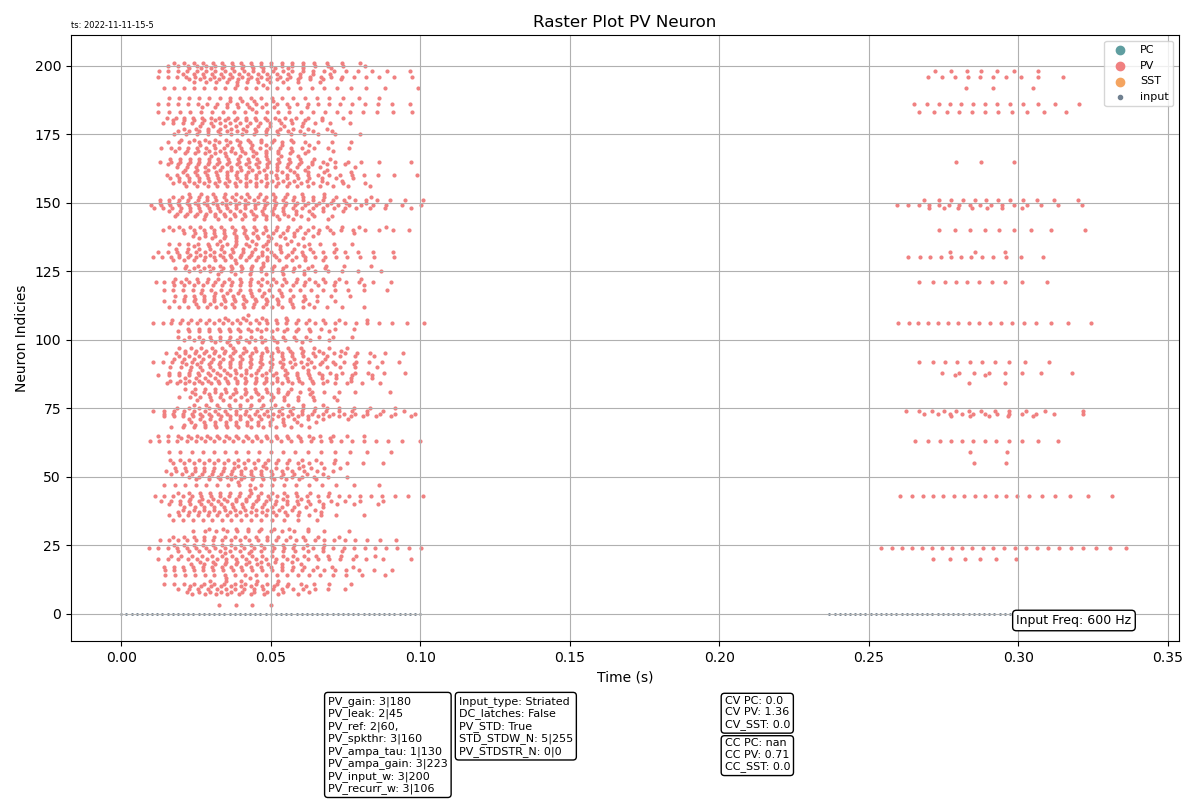 ts: 2022-11-11-15-5
Raster Plot PV Neuron
PC
PV
SST
input
200
175
150
125
100
75
50
25
0
Neuron Indicies
Input Freq: 600 Hz
0.00 0.05 0.10 0.15 0.20 0.25 0.30 0.35
Time (s)
PV_gain: 3|180
PV_leak: 2|45
PV_ref: 2|60,
PV_spkthr: 3|160
PV_ampa_tau: 1|130
PV_ampa_gain: 3|223
PV_input_w: 3|200
PV_recurr_w: 3|106
Input_type: Striated
DC_latches: False
PV_STD: True
STD_STDW_N: 5|255
PV_STDSTR_N: 0|0
CV PC: 0.0
CV PV: 1.36
CV_SST: 0.0
CC PC: nan
CC PV: 0.71
CC_SST: 0.0